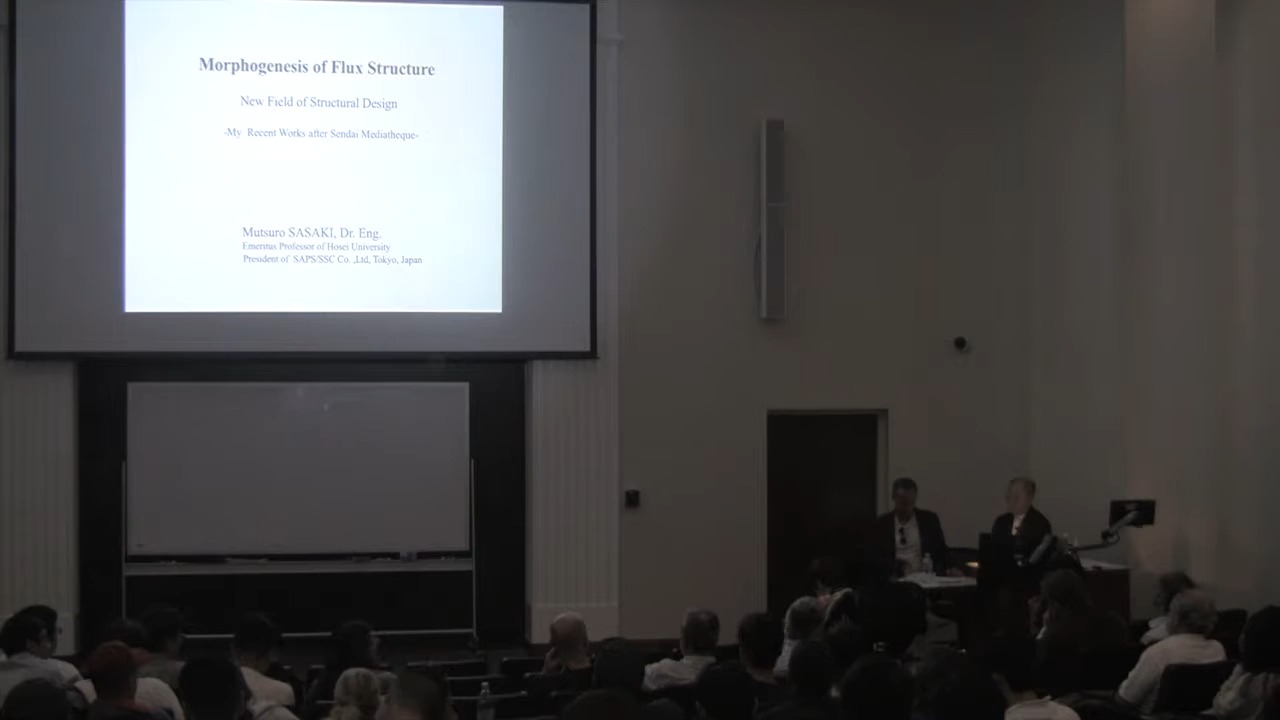 Morphogenesis of Flux Structure
New Field of Structural Design
-My Recent Works after Sendai Mediatheque-
Mutsuro SASAKI, Dr. Eng.
Emeritus Professor of Hosei University
President of SAPS/SSC Co. ,Ltd, Tokyo, Japan